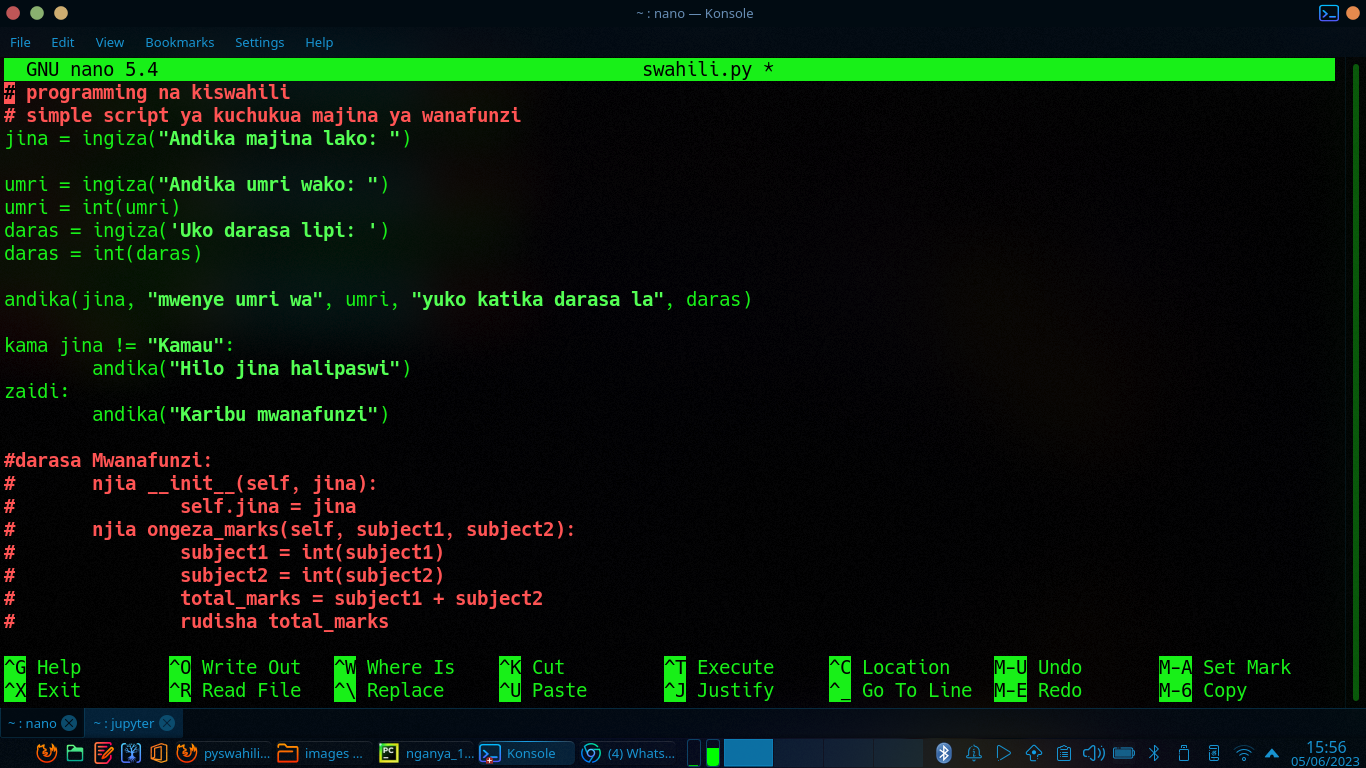 ~ : nano — Konsole
File Edit View Bookmarks Settings Help
GNU nano 5.4 swahili.py *
# programming na kiswahili
# simple script ya kuchukua majina ya wanafunzi
jina = ingiza("Andika majina lako: ")
umri = ingiza("Andika umri wako: ")
umri = int(umri)
daras = ingiza('Uko darasa lipi: ')
daras = int(daras)
andika(jina, "mwenye umri wa", umri, "yuko katika darasa la", daras)
kama jina != "Kamau":
        andika("Hilo jina halipaswi")
zaidi:
        andika("Karibu mwanafunzi")
#darasa Mwanafunzi:
#       njia __init__(self, jina):
#               self.jina = jina
#       njia ongeza_marks(self, subject1, subject2):
#               subject1 = int(subject1)
#               subject2 = int(subject2)
#               total_marks = subject1 + subject2
#               rudisha total_marks
^G Help ^O Write Out ^W Where Is ^K Cut ^T Execute ^C Location M-U Undo M-A Set Mark
^X Exit ^R Read File ^\ Replace ^U Paste ^J Justify ^_ Go To Line M-E Redo M-6 Copy
~ : nano ~ : jupyter
pyswahili... images ... PC nganya_1... Konsole (4) Whats... 15:56
05/06/2023